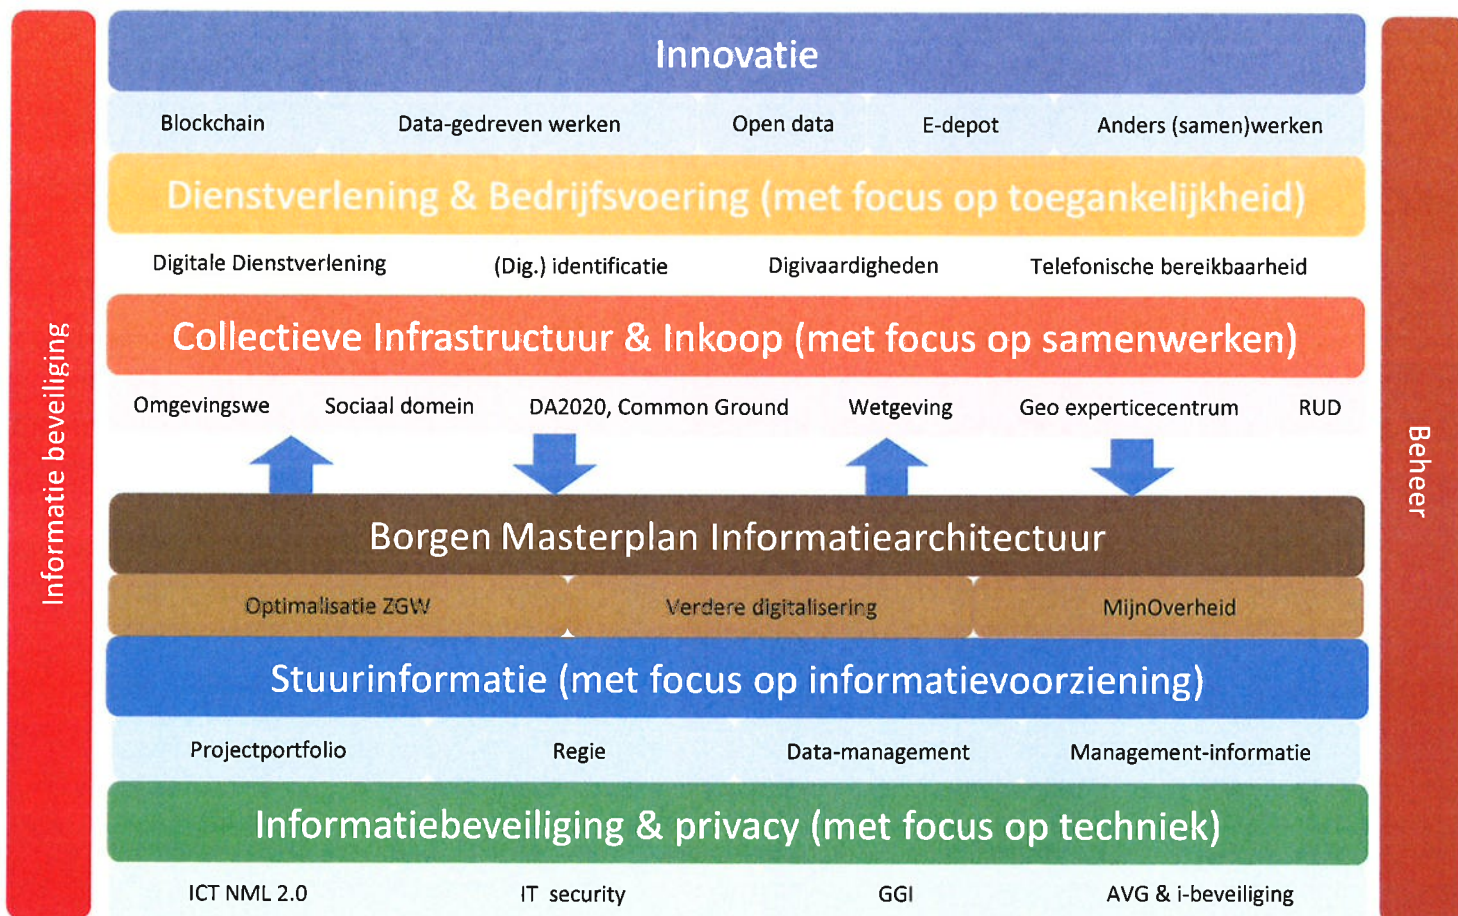 Innovatie
Blockchain Data-gedreven werken Open data E-depot Anders (samen)werken
Dienstverlening & Bedrijfsvoering (met focus op toegankelijkheid)
Digitale Dienstverlening (Dig.) identificatie Digivaardigheden Telefonische bereikbaarheid
Collectieve Infrastructuur & Inkoop (met focus op samenwerken)
Omgevingswe Sociaal domein DA2020, Common Ground Wetgeving Geo experticecentrum RUD
Borgen Masterplan Informatiearchitectuur
Optimalisatie ZGW Verdere digitalisering MijnOverheid
Stuurinformatie (met focus op informatievoorziening)
Projectportfolio Regie Data-management Management-informatie
Informatiebeveiliging & privacy (met focus op techniek)
ICT NML 2.0 IT security GGI AVG & i-beveiliging
Informatie beveiliging
Beheer